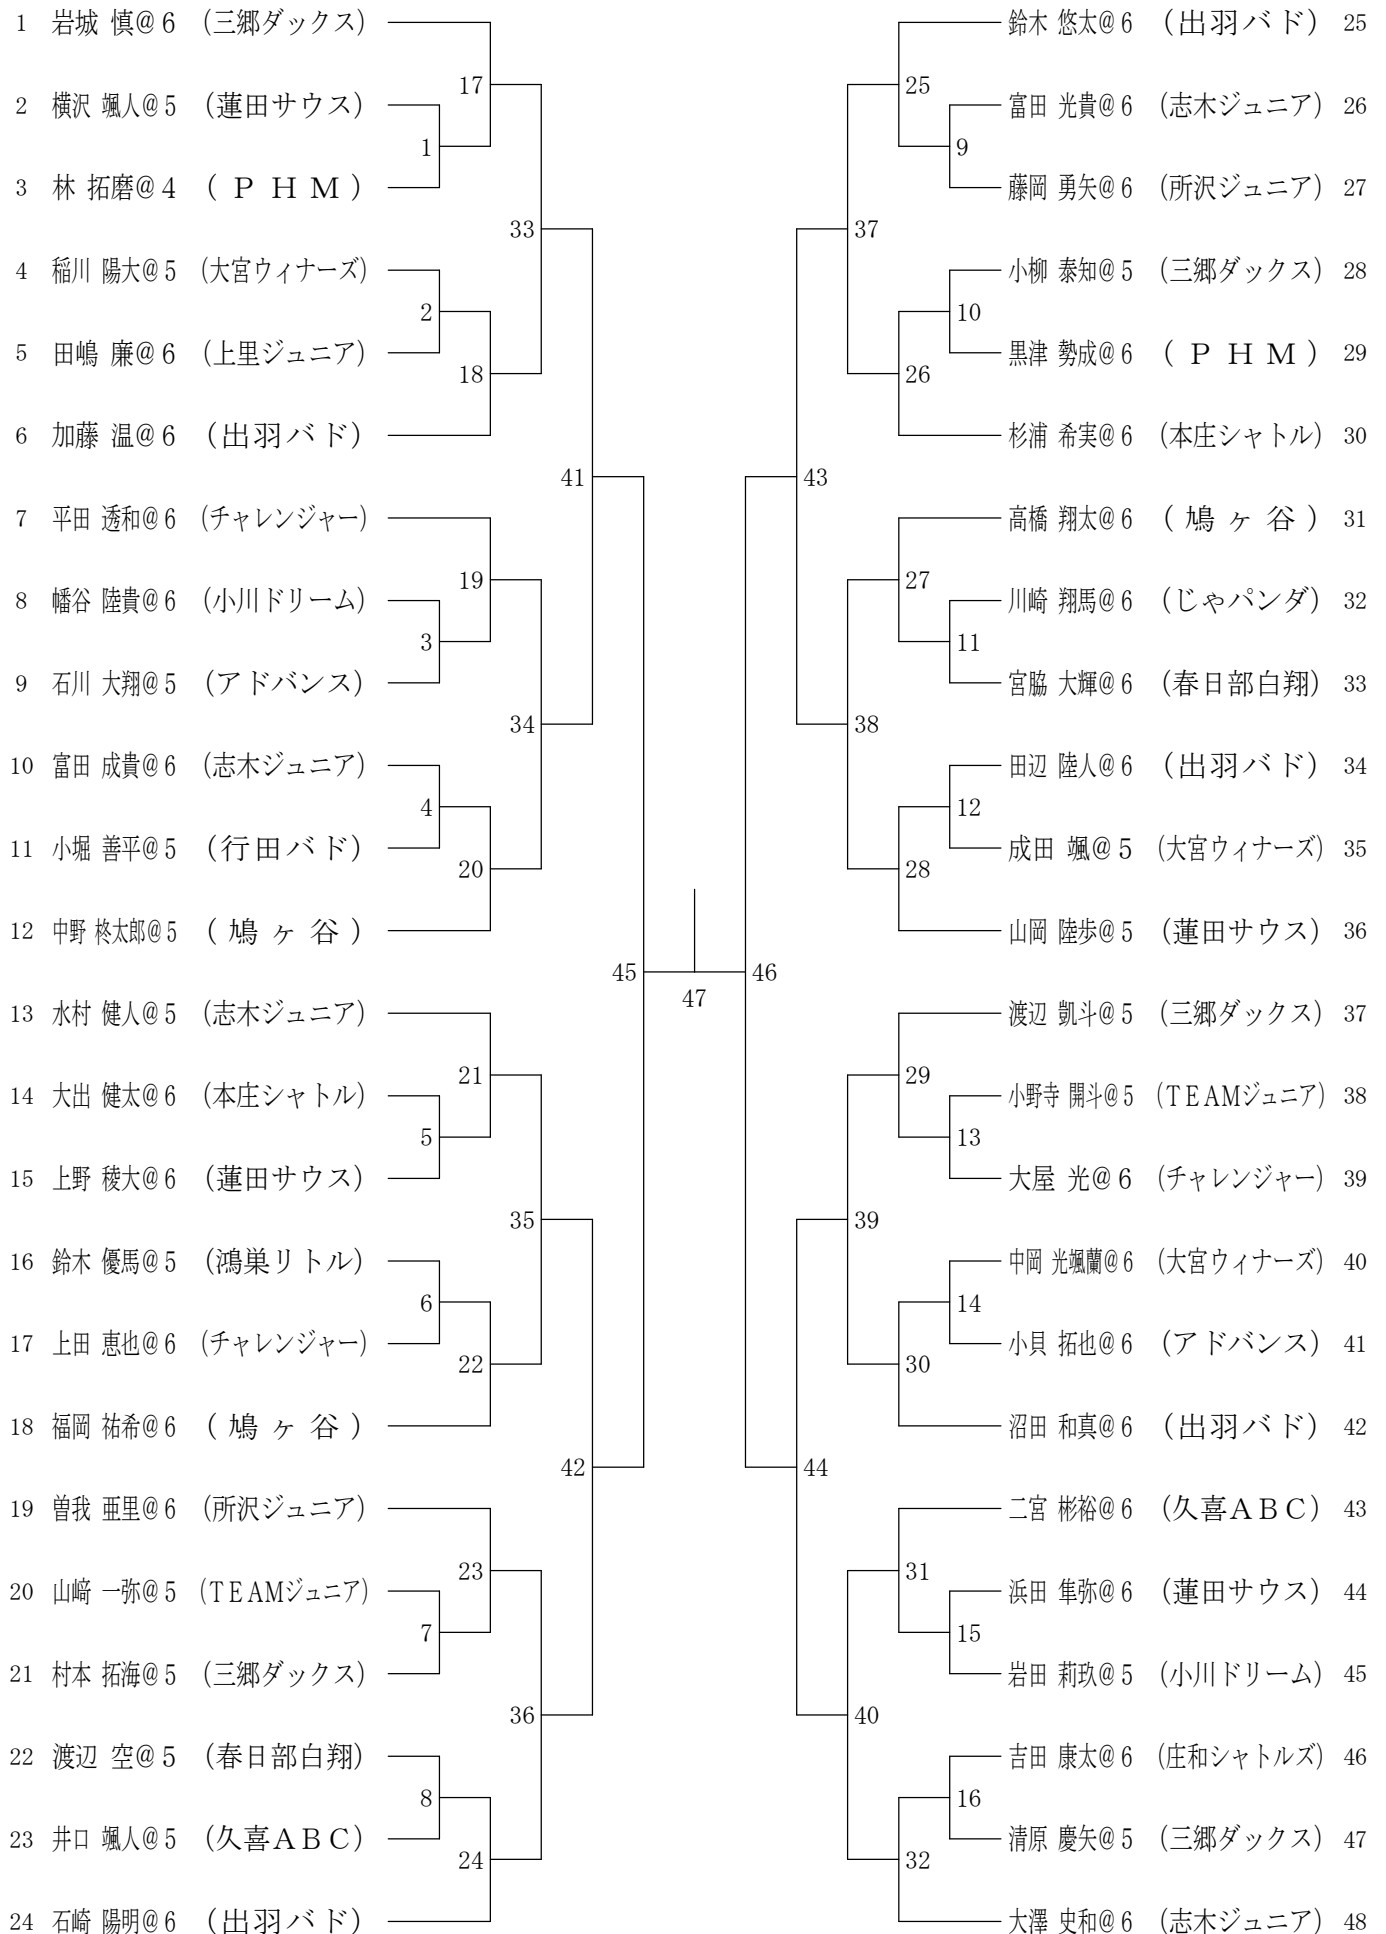 1 岩城 慎@6 (三郷ダックス)
2 横沢 颯人@5 (蓮田サウス)
3 林 拓磨@4 (PHM)
4 稲川 陽大@5 (大宮ウィナーズ)
5 田嶋 廉@6 (上里ジュニア)
6 加藤 温@6 (出羽バド)
7 平田 透和@6 (チャレンジャー)
8 幡谷 陸貴@6 (小川ドリーム)
9 石川 大翔@5 (アドバンス)
10 富田 成貴@6 (志木ジュニア)
11 小堀 善平@5 (行田バド)
12 中野 柊太郎@5 (鳩ヶ谷)
13 水村 健人@5 (志木ジュニア)
14 大出 健太@6 (本庄シャトル)
15 上野 稜大@6 (蓮田サウス)
16 鈴木 優馬@5 (鴻巣リトル)
17 上田 恵也@6 (チャレンジャー)
18 福岡 祐希@6 (鳩ヶ谷)
19 曽我 亜里@6 (所沢ジュニア)
20 山﨑 一弥@5 (TEAMジュニア)
21 村本 拓海@5 (三郷ダックス)
22 渡辺 空@5 (春日部白翔)
23 井口 颯人@5 (久喜ABC)
24 石崎 陽明@6 (出羽バド)
1
2
3
4
5
6
7
8
17
18
19
20
21
22
23
24
33
34
35
36
41
42
45
47
46
43
44
37
38
39
40
25
26
27
28
29
30
31
32
9
10
11
12
13
14
15
16
鈴木 悠太@6 (出羽バド) 25
富田 光貴@6 (志木ジュニア) 26
藤岡 勇矢@6 (所沢ジュニア) 27
小柳 泰知@5 (三郷ダックス) 28
黒津 勢成@6 (PHM) 29
杉浦 希実@6 (本庄シャトル) 30
高橋 翔太@6 (鳩ヶ谷) 31
川崎 翔馬@6 (じゃパンダ) 32
宮脇 大輝@6 (春日部白翔) 33
田辺 陸人@6 (出羽バド) 34
成田 颯@5 (大宮ウィナーズ) 35
山岡 陸歩@5 (蓮田サウス) 36
渡辺 凱斗@5 (三郷ダックス) 37
小野寺 開斗@5 (TEAMジュニア) 38
大屋 光@6 (チャレンジャー) 39
中岡 光颯蘭@6 (大宮ウィナーズ) 40
小貝 拓也@6 (アドバンス) 41
沼田 和真@6 (出羽バド) 42
二宮 彬裕@6 (久喜ABC) 43
浜田 隼弥@6 (蓮田サウス) 44
岩田 莉玖@5 (小川ドリーム) 45
吉田 康太@6 (庄和シャトルズ) 46
清原 慶矢@5 (三郷ダックス) 47
大澤 史和@6 (志木ジュニア) 48